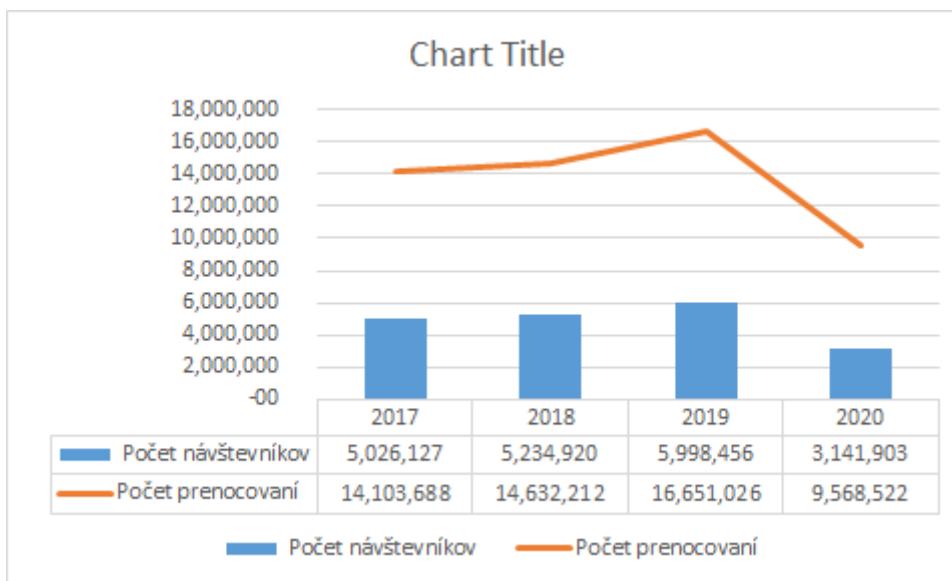 Chart Title
18,000,000
16,000,000
14,000,000
12,000,000
10,000,000
8,000,000
6,000,000
4,000,000
2,000,000
-00
2017 2018 2019 2020
Počet návštevníkov 5,026,127 5,234,920 5,998,456 3,141,903
Počet prenocovaní 14,103,688 14,632,212 16,651,026 9,568,522
Počet návštevníkov Počet prenocovaní